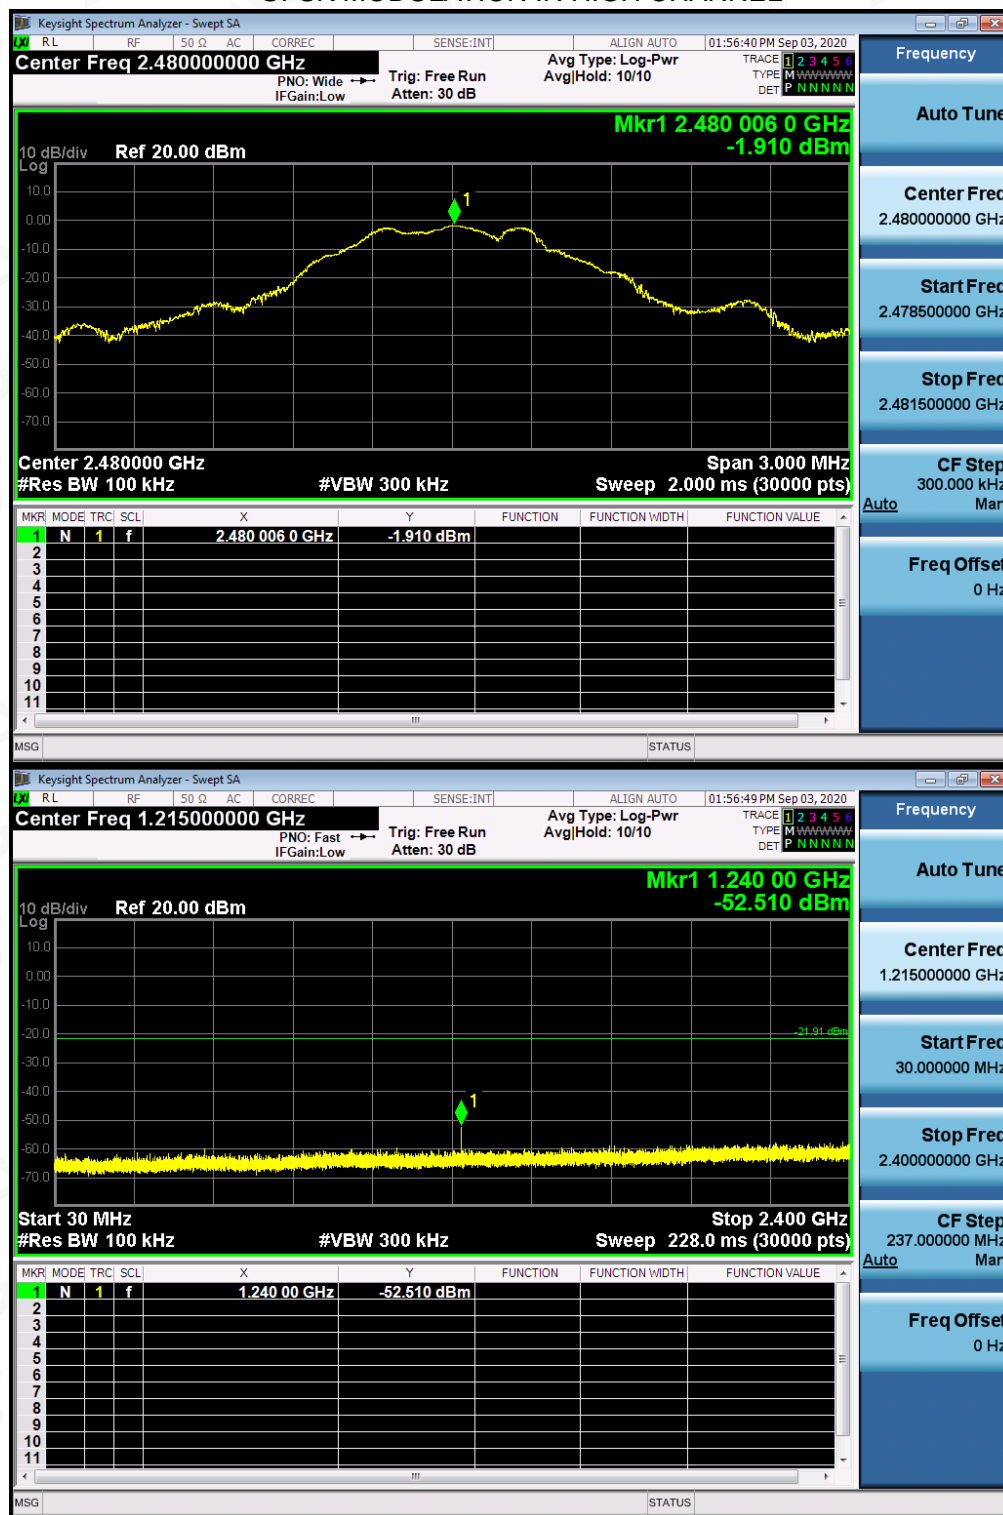 GFSK MODULATION IN HIGH CHANNEL
Keysight Spectrum Analyzer - Swept SA
LXI RL RF 50 Ω AC CORREC SENSE:INT ALIGN AUTO 01:56:40 PM Sep 03, 2020
Center Freq 2.480000000 GHz
PNO: Wide
IFGain:Low
Trig: Free Run
Atten: 30 dB
Avg Type: Log-Pwr
Avg|Hold: 10/10
TRACE 1 2 3 4 5 6
TYPE M WWWWW
DET P N N N N N
Mkr1 2.480 006 0 GHz
-1.910 dBm
10 dB/div Ref 20.00 dBm
Log
10.0
1
0.00
-10.0
-20.0
-30.0
-40.0
-50.0
-60.0
-70.0
Center 2.480000 GHz Span 3.000 MHz
#Res BW 100 kHz #VBW 300 kHz Sweep 2.000 ms (30000 pts)
MKR MODE TRC SCL X Y FUNCTION FUNCTION WIDTH FUNCTION VALUE
1 N 1 f 2.480 006 0 GHz -1.910 dBm
2
3
4
5
6
7
8
9
10
11
MSG STATUS
Frequency
Auto Tune
Center Freq
2.480000000 GHz
Start Freq
2.478500000 GHz
Stop Freq
2.481500000 GHz
CF Step
300.000 kHz
Auto Man
Freq Offset
0 Hz
Keysight Spectrum Analyzer - Swept SA
LXI RL RF 50 Ω AC CORREC SENSE:INT ALIGN AUTO 01:56:49 PM Sep 03, 2020
Center Freq 1.215000000 GHz
PNO: Fast
IFGain:Low
Trig: Free Run
Atten: 30 dB
Avg Type: Log-Pwr
Avg|Hold: 10/10
TRACE 1 2 3 4 5 6
TYPE M WWWWW
DET P N N N N N
Mkr1 1.240 00 GHz
-52.510 dBm
10 dB/div Ref 20.00 dBm
Log
10.0
0.00
-10.0
-20.0
-21.91 dBm
-30.0
-40.0
1
-50.0
-60.0
-70.0
Start 30 MHz Stop 2.400 GHz
#Res BW 100 kHz #VBW 300 kHz Sweep 228.0 ms (30000 pts)
MKR MODE TRC SCL X Y FUNCTION FUNCTION WIDTH FUNCTION VALUE
1 N 1 f 1.240 00 GHz -52.510 dBm
2
3
4
5
6
7
8
9
10
11
MSG STATUS
Frequency
Auto Tune
Center Freq
1.215000000 GHz
Start Freq
30.000000 MHz
Stop Freq
2.400000000 GHz
CF Step
237.000000 MHz
Auto Man
Freq Offset
0 Hz